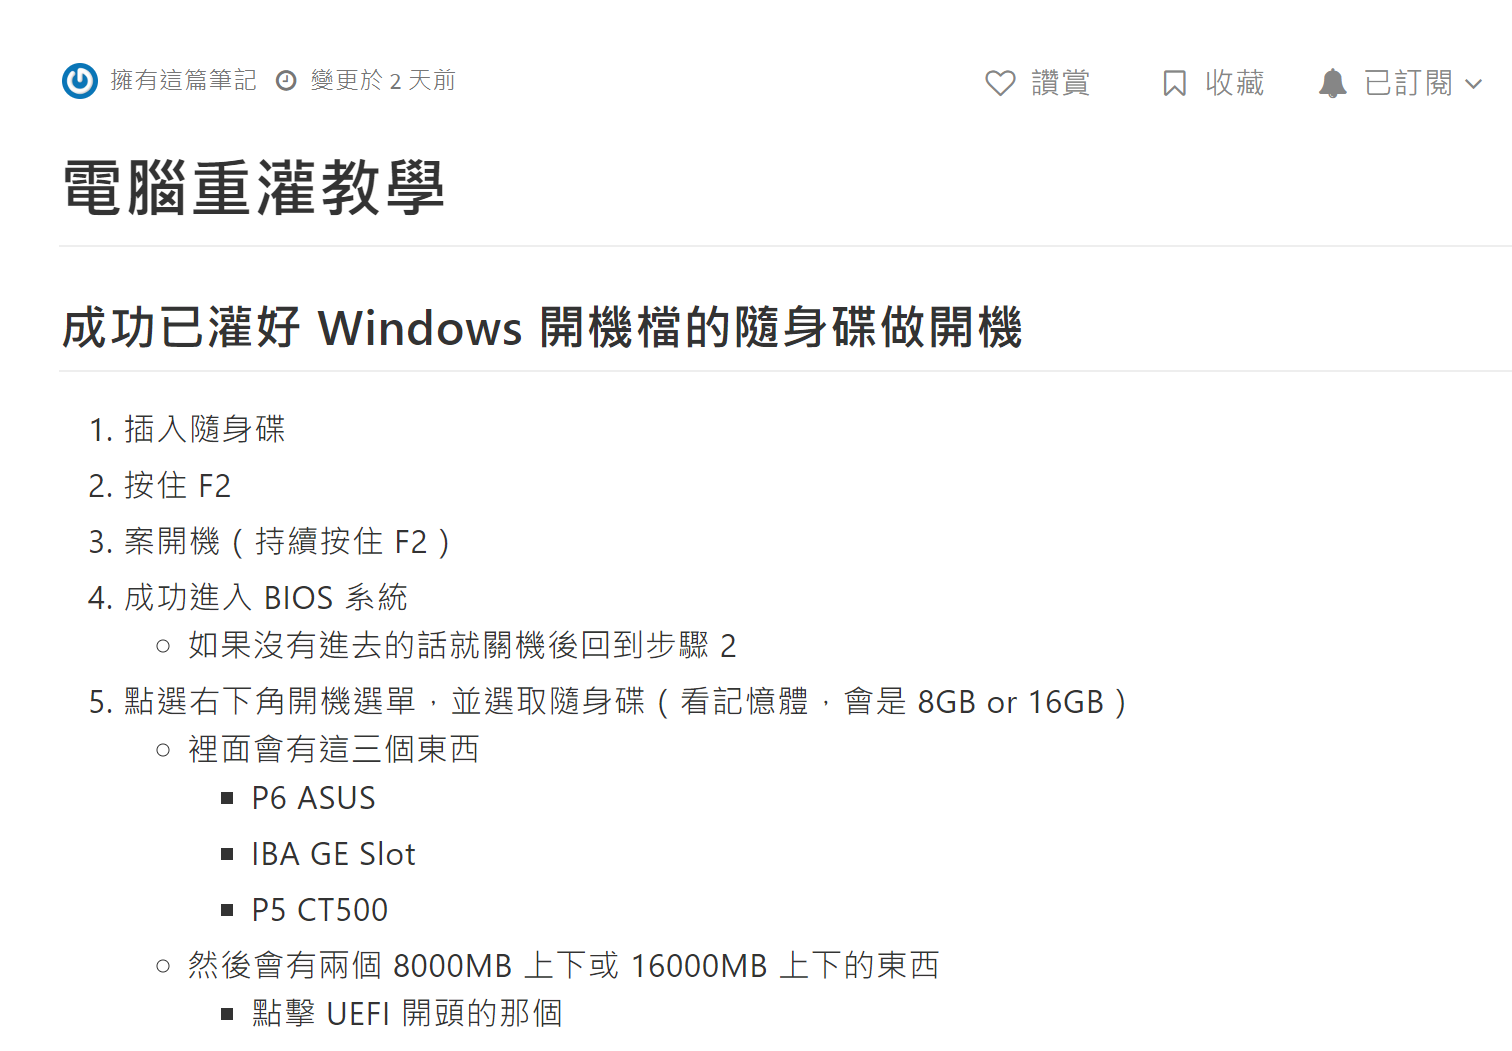 擁有這篇筆記 變更於 2 天前 讚賞 收藏 已訂閱
電腦重灌教學
成功已灌好 Windows 開機檔的隨身碟做開機
1. 插入隨身碟
2. 按住 F2
3. 案開機（持續按住 F2）
4. 成功進入 BIOS 系統
如果沒有進去的話就關機後回到步驟 2
5. 點選右下角開機選單，並選取隨身碟（看記憶體，會是 8GB or 16GB）
裡面會有這三個東西
P6 ASUS
IBA GE Slot
P5 CT500
然後會有兩個 8000MB 上下或 16000MB 上下的東西
點擊 UEFI 開頭的那個